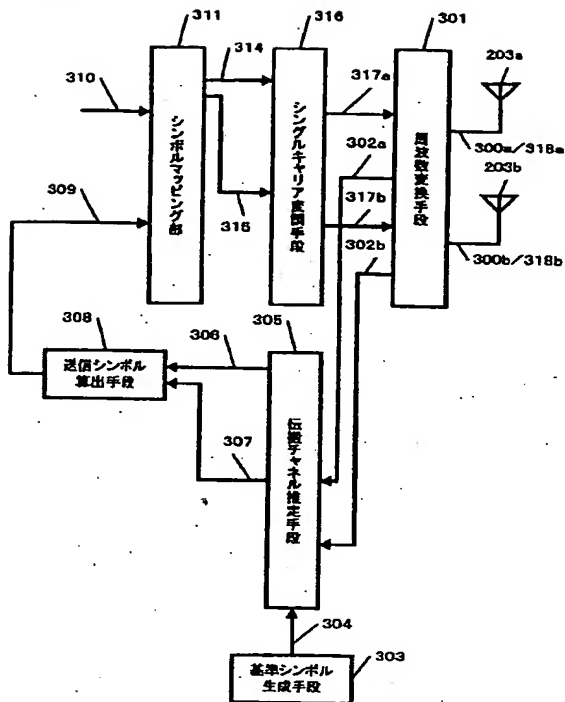 311
316
301
314
203a
310
317a
302a
300a/318a
203b
309
315
317b
302b
300b/318b
シンボルマッピング部
シングルキャリア変調手段
周波数変換手段
308
306
305
送信シンボル
算出手段
307
伝搬チャネル推定手段
304
基準シンボル
生成手段
303